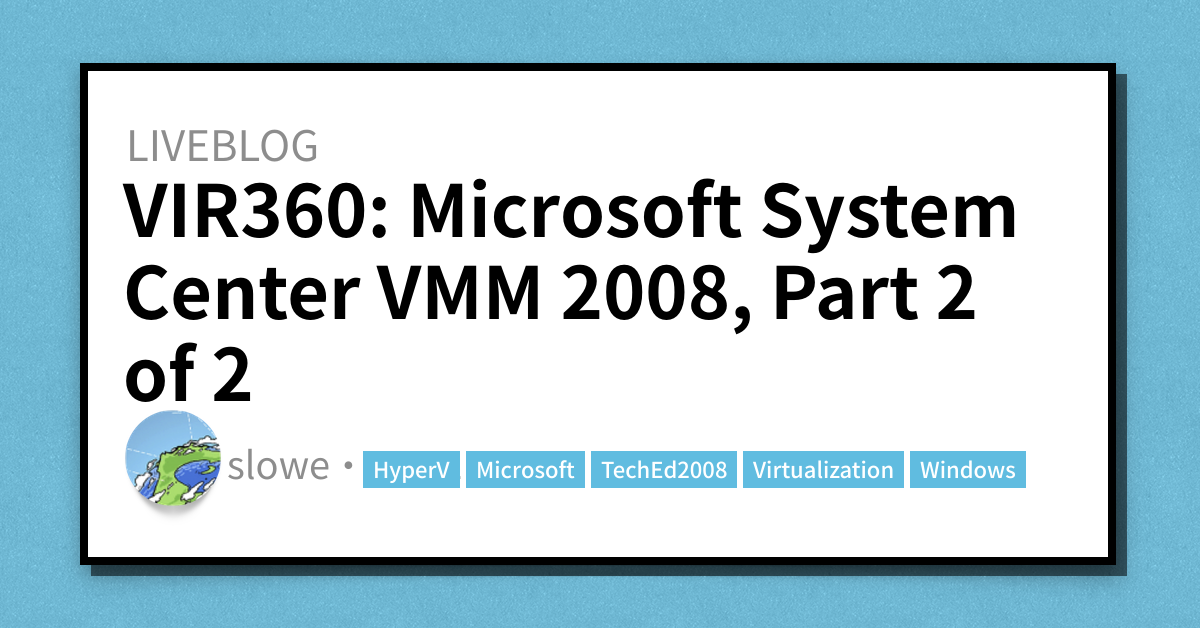 LIVEBLOG
VIR360: Microsoft System
Center VMM 2008, Part 2
of 2
slowe • HyperV Microsoft TechEd2008 Virtualization Windows